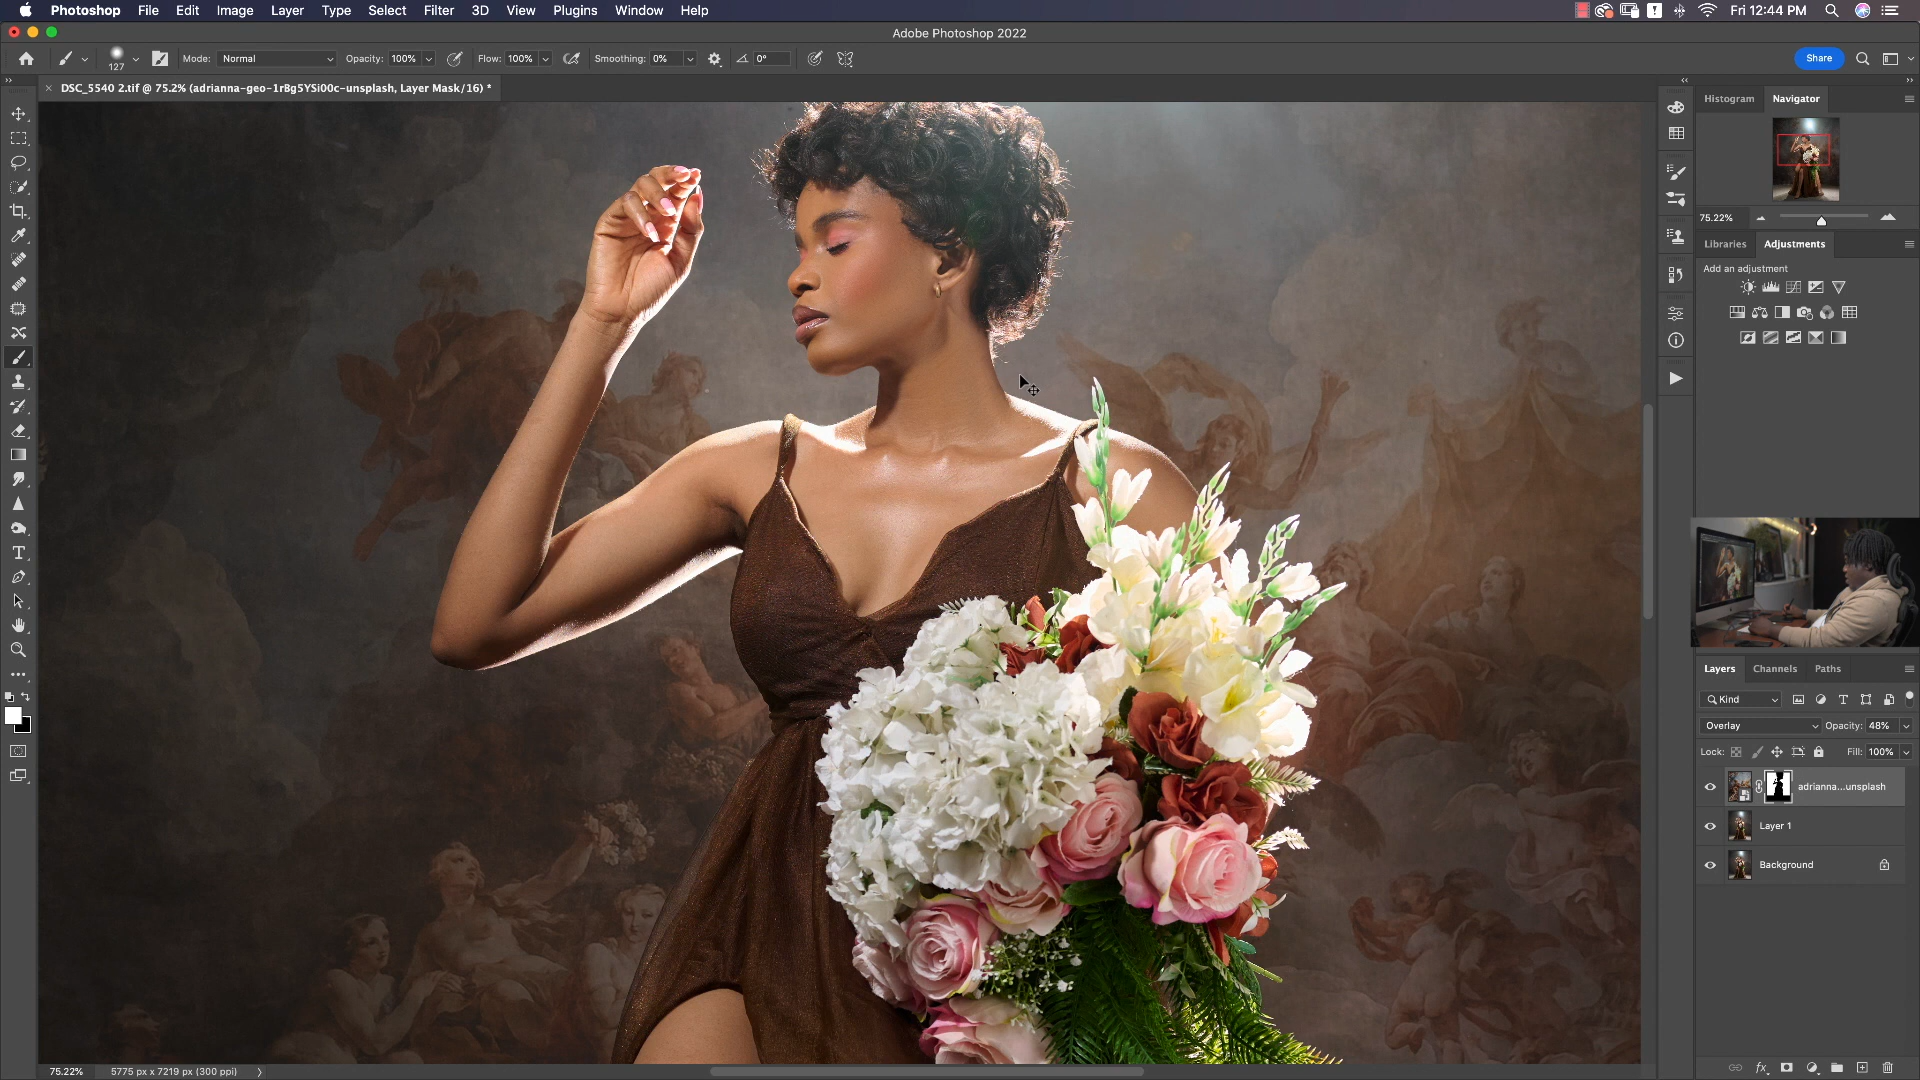 Photoshop File Edit Image Layer Type Select Filter 3D View Plugins Window Help Fri 12:44 PM
Adobe Photoshop 2022
127 Mode: Normal Opacity: 100% Flow: 100% Smoothing: 0% 0° Share
DSC_5540 2.tif @ 75.2% (adrianna-geo-1rBg5YSi00c-unsplash, Layer Mask/16) *
Histogram Navigator
75.22%
Libraries Adjustments
Add an adjustment
Layers Channels Paths
Kind
Overlay Opacity: 48%
Lock: Fill: 100%
adrianna...unsplash
Layer 1
Background
fx
75.22% 5775 px x 7219 px (300 ppi)